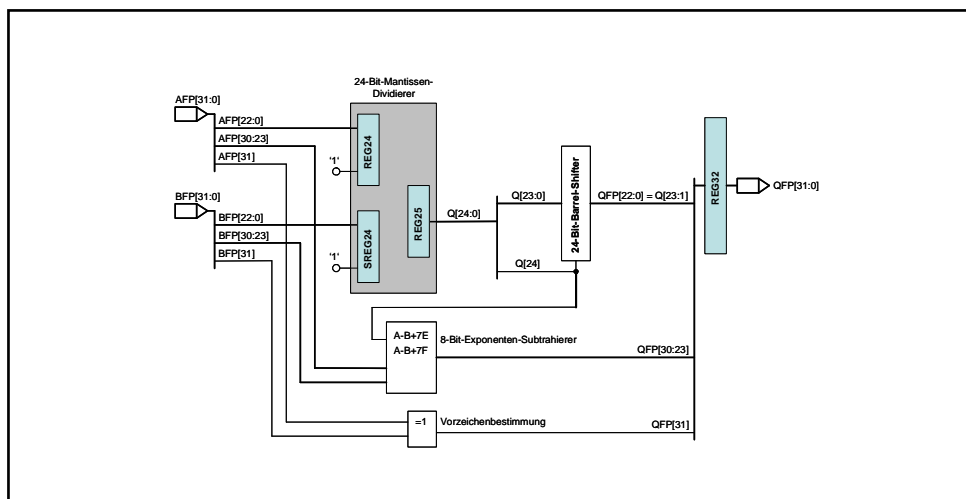 24-Bit-Mantissen-
Dividierer
AFP[31:0]
AFP[22:0]
AFP[30:23]
AFP[31]
'1'
REG24
BFP[31:0]
BFP[22:0]
BFP[30:23]
BFP[31]
'1'
SREG24
REG25
Q[24:0]
Q[23:0]
Q[24]
24-Bit-Barrel-Shifter
QFP[22:0] = Q[23:1]
REG32
QFP[31:0]
A-B+7E
A-B+7F
8-Bit-Exponenten-Subtrahierer
QFP[30:23]
=1
Vorzeichenbestimmung
QFP[31]